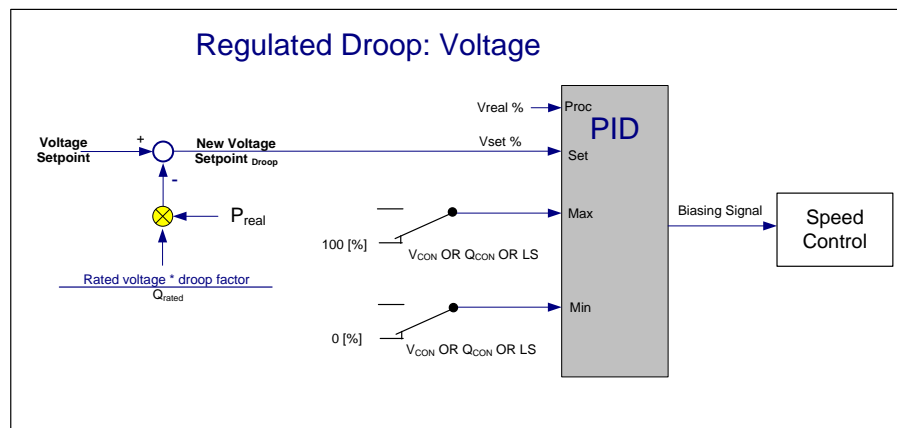 Regulated Droop: Voltage
Vreal %
Proc
PID
Voltage
Setpoint
+
New Voltage
Setpoint Droop
Vset %
Set
-
Preal
Max
100 [%]
VCON OR QCON OR LS
Biasing Signal
Speed
Control
Rated voltage * droop factor
Qrated
Min
0 [%]
VCON OR QCON OR LS